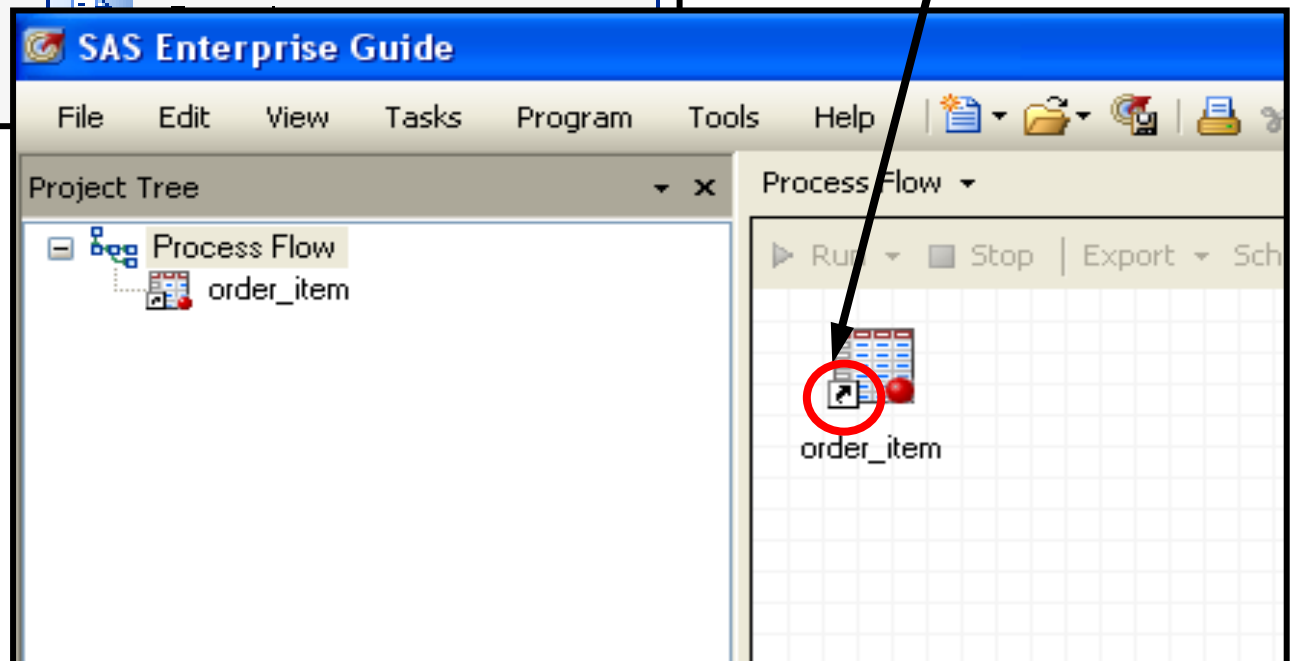 SAS Enterprise Guide
File Edit View Tasks Program Tools Help
Project Tree
Process Flow
Process Flow
order_item
Run Stop Export
order_item